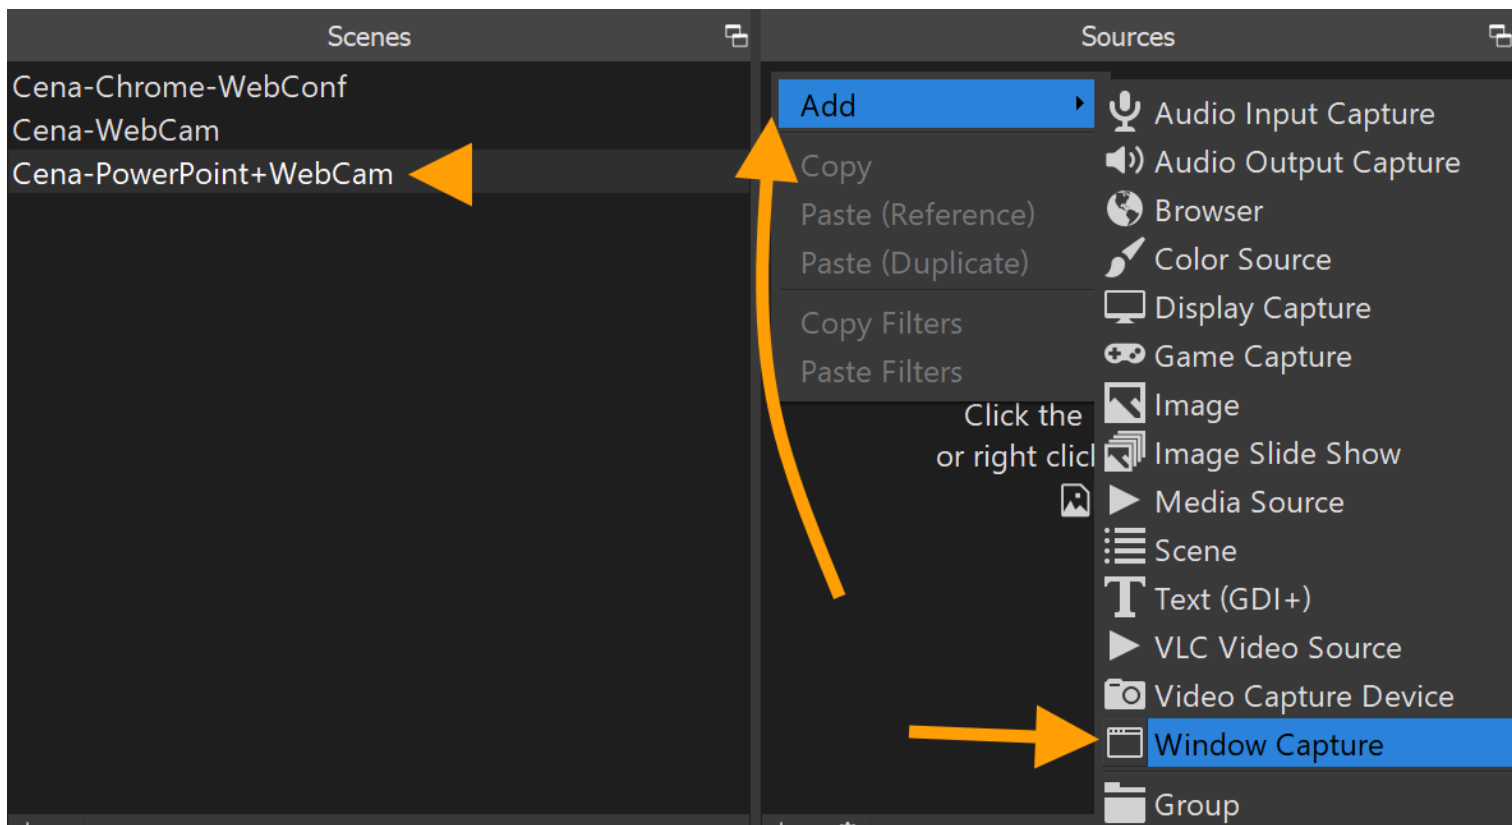 Scenes
Cena-Chrome-WebConf
Cena-WebCam
Cena-PowerPoint+WebCam
Sources
Add
Copy
Paste (Reference)
Paste (Duplicate)
Copy Filters
Paste Filters
Click the
or right
Audio Input Capture
Audio Output Capture
Browser
Color Source
Display Capture
Game Capture
Image
Image Slide Show
Media Source
Scene
Text (GDI+)
VLC Video Source
Video Capture Device
Window Capture
Group